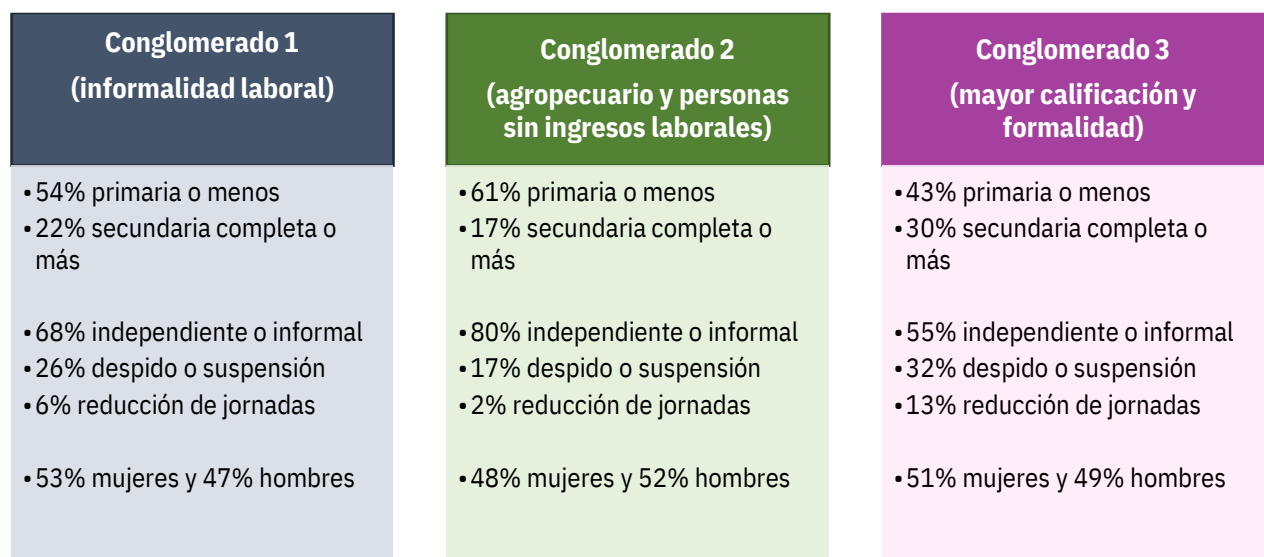 Conglomerado 1
(informalidad laboral)
• 54% primaria o menos
• 22% secundaria completa o
más
• 68% independiente o informal
• 26% despido o suspensión
• 6% reducción de jornadas
• 53% mujeres y 47% hombres
Conglomerado 2
(agropecuario y personas
sin ingresos laborales)
• 61% primaria o menos
• 17% secundaria completa o
más
• 80% independiente o informal
• 17% despido o suspensión
• 2% reducción de jornadas
• 48% mujeres y 52% hombres
Conglomerado 3
(mayor calificación y
formalidad)
• 43% primaria o menos
• 30% secundaria completa o
más
• 55% independiente o informal
• 32% despido o suspensión
• 13% reducción de jornadas
• 51% mujeres y 49% hombres